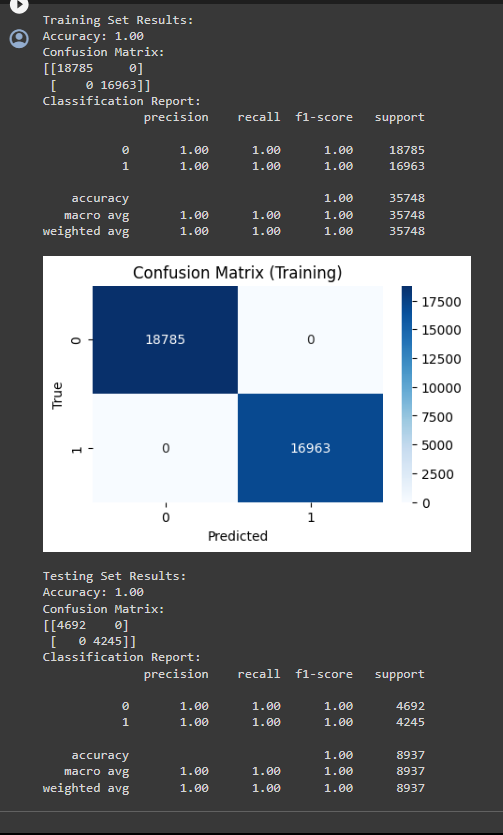 Training Set Results:
Accuracy: 1.00
Confusion Matrix:
[[18785     0]
 [    0 16963]]
Classification Report:
              precision    recall  f1-score   support

           0       1.00      1.00      1.00     18785
           1       1.00      1.00      1.00     16963

    accuracy                           1.00     35748
   macro avg       1.00      1.00      1.00     35748
weighted avg       1.00      1.00      1.00     35748

Confusion Matrix (Training)
17500
0 18785 0
15000
12500
True
10000
7500
1 0 16963
5000
2500
0
0 1
Predicted

Testing Set Results:
Accuracy: 1.00
Confusion Matrix:
[[4692    0]
 [   0 4245]]
Classification Report:
              precision    recall  f1-score   support

           0       1.00      1.00      1.00      4692
           1       1.00      1.00      1.00      4245

    accuracy                           1.00      8937
   macro avg       1.00      1.00      1.00      8937
weighted avg       1.00      1.00      1.00      8937